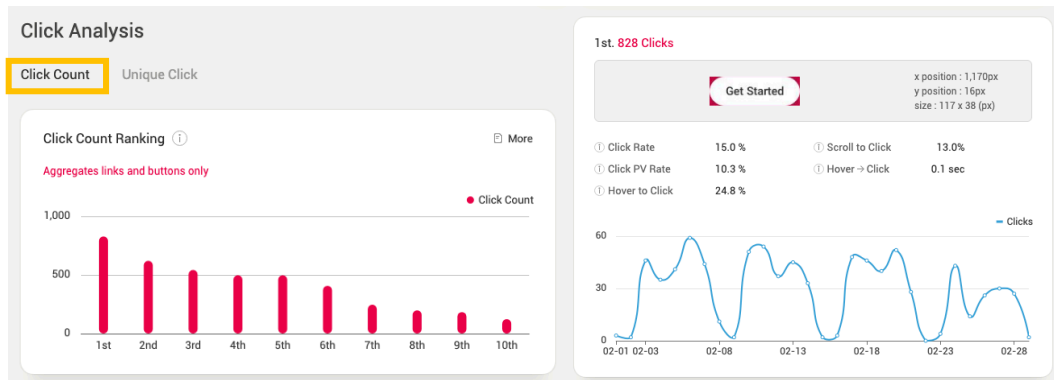 Click Analysis
Click Count
Unique Click
Click Count Ranking
More
Aggregates links and buttons only
Click Count
1,000
500
0
1st
2nd
3rd
4th
5th
6th
7th
8th
9th
10th
1st. 828 Clicks
Get Started
x position : 1,170px
y position : 16px
size : 117 x 38 (px)
Click Rate 15.0 %
Scroll to Click 13.0%
Click PV Rate 10.3 %
Hover → Click 0.1 sec
Hover to Click 24.8 %
Clicks
60
30
0
02-01
02-03
02-08
02-13
02-18
02-23
02-28